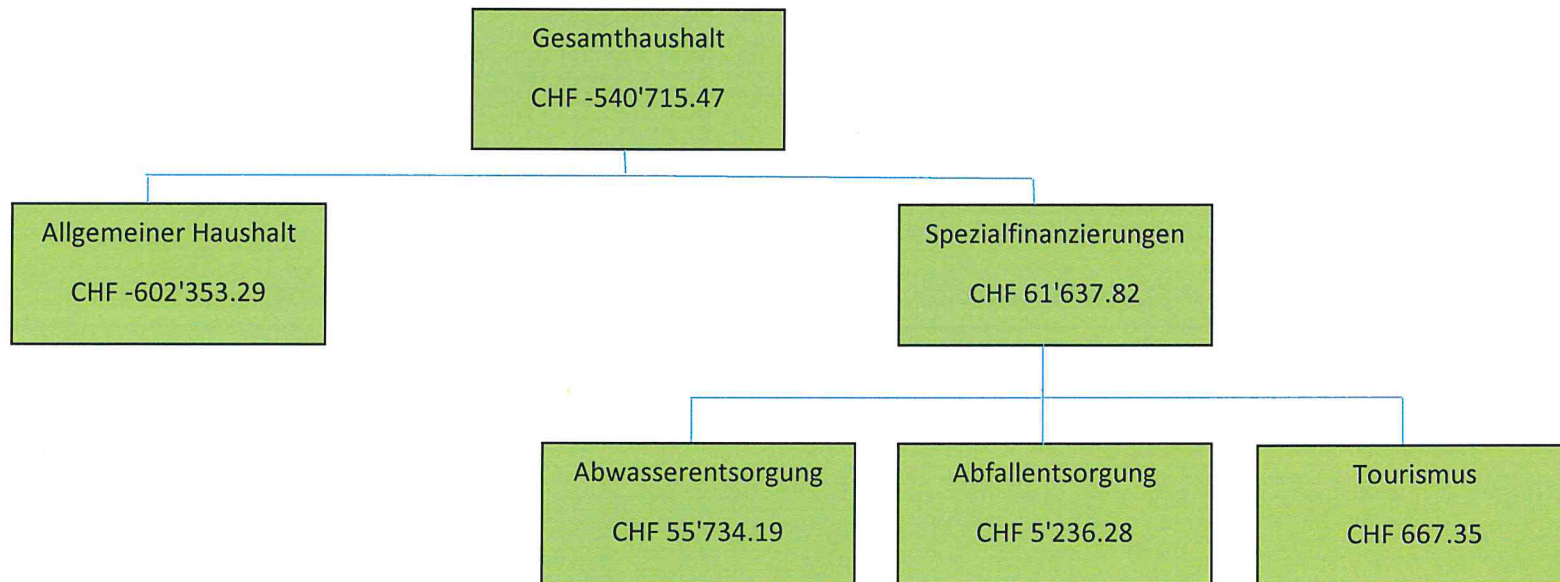 Gesamthaushalt
CHF -540'715.47
Allgemeiner Haushalt
CHF -602'353.29
Spezialfinanzierungen
CHF 61'637.82
Abwasserentsorgung
CHF 55'734.19
Abfallentsorgung
CHF 5'236.28
Tourismus
CHF 667.35